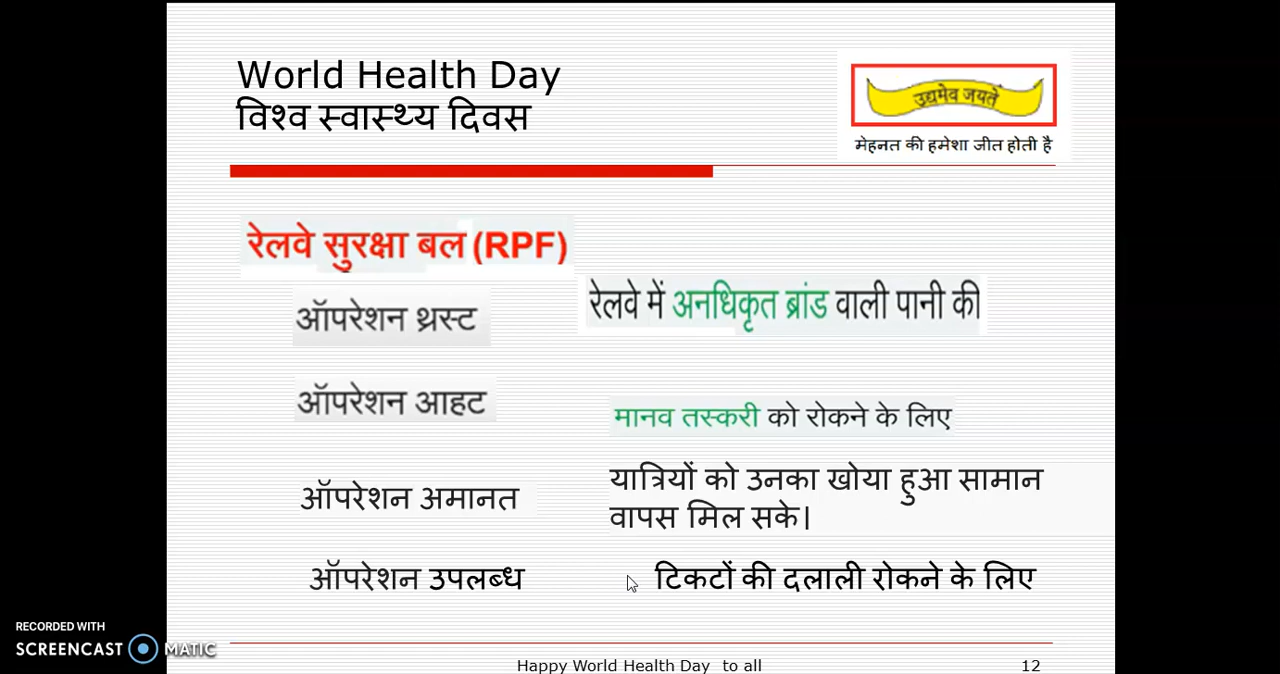 World Health Day
विश्व स्वास्थ्य दिवस
उद्यमेव जयते
मेहनत की हमेशा जीत होती है
रेलवे सुरक्षा बल (RPF)
ऑपरेशन थ्रस्ट
रेलवे में अनधिकृत ब्रांड वाली पानी की
ऑपरेशन आहट
मानव तस्करी को रोकने के लिए
ऑपरेशन अमानत
यात्रियों को उनका खोया हुआ सामान
वापस मिल सके।
ऑपरेशन उपलब्ध
टिकटों की दलाली रोकने के लिए
RECORDED WITH
SCREENCAST MATIC
Happy World Health Day to all
12